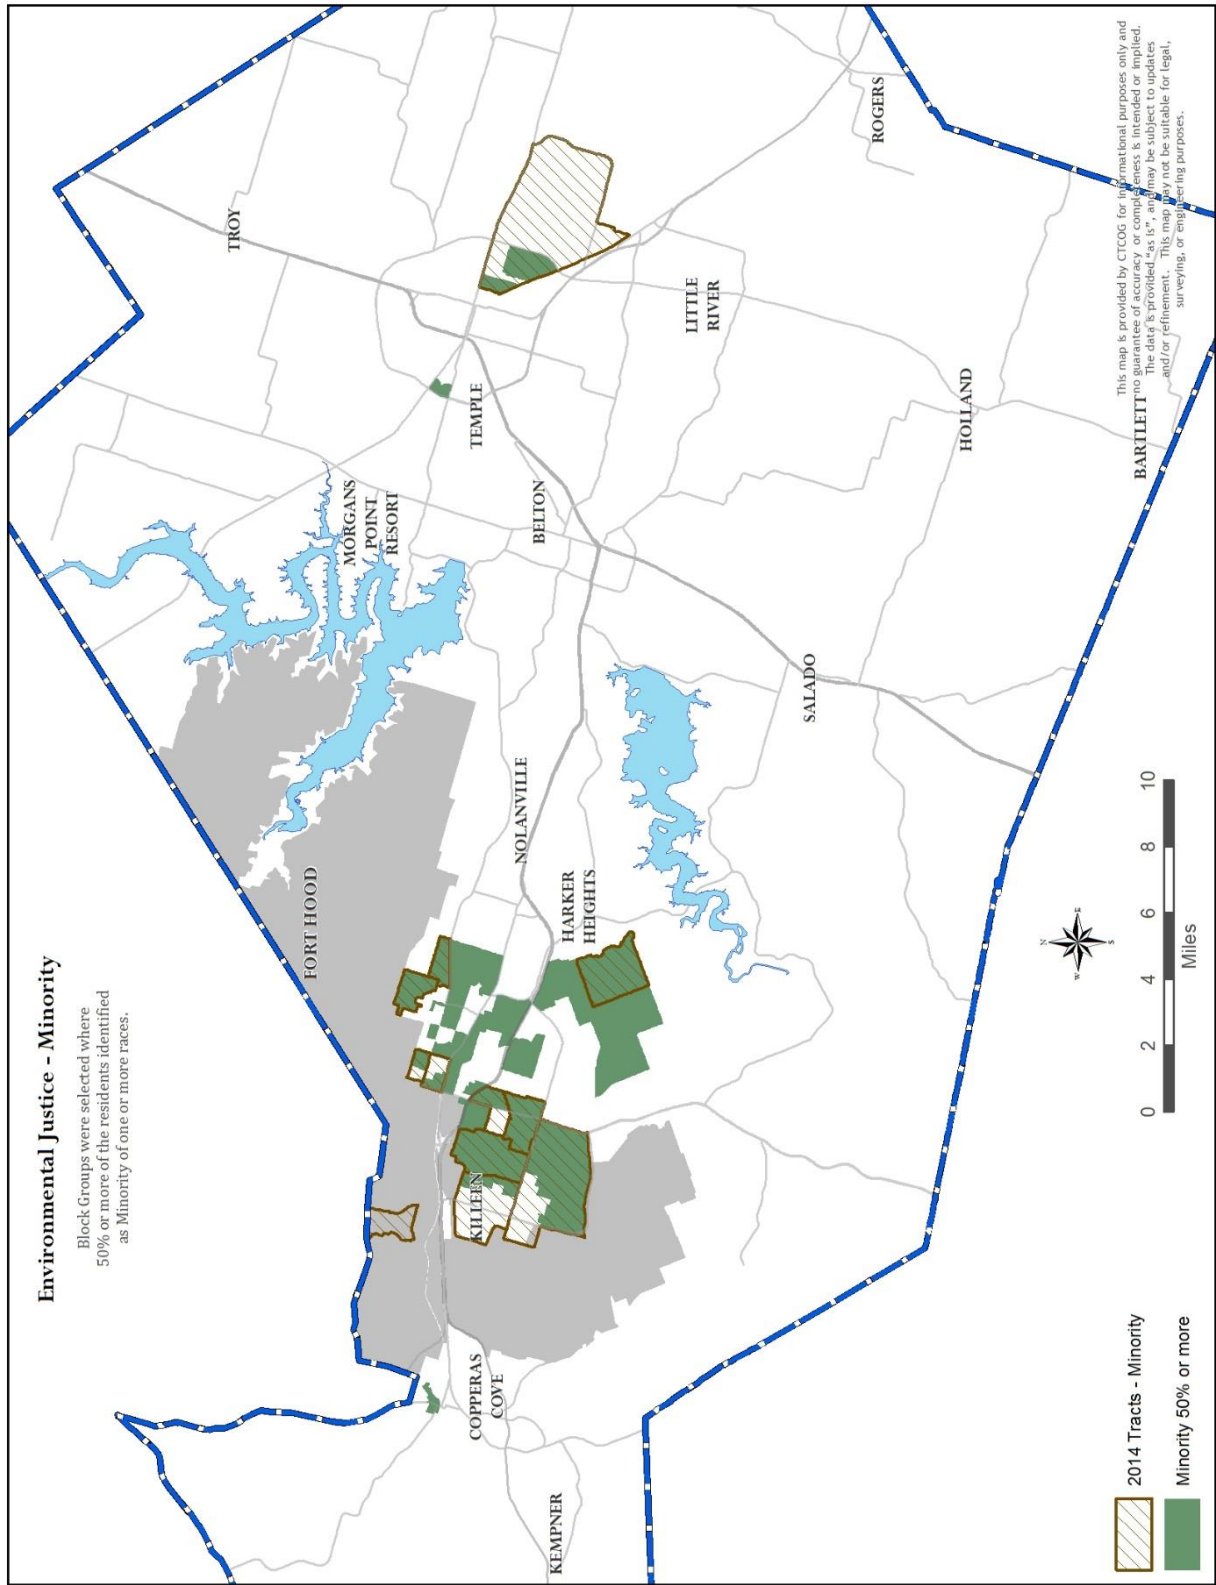 Environmental Justice - Minority
Block Groups were selected where
50% or more of the residents identified
as Minority of one or more races.
FORT HOOD
MORGANS
POINT
RESORT
TROY
TEMPLE
BELTON
NOLANVILLE
HARKER
HEIGHTS
KILLEEN
COPPERAS
COVE
KEMPNER
LITTLE
RIVER
ROGERS
SALADO
HOLLAND
BARTLETT
N
W
E
S
0 2 4 6 8 10
Miles
2014 Tracts - Minority
Minority 50% or more
This map is provided by CTCOG for informational purposes only and
no guarantee of accuracy or completeness is intended or implied.
The data is provided "as is", and may be subject to updates
and/or refinement. This map may not be suitable for legal,
surveying, or engineering purposes.